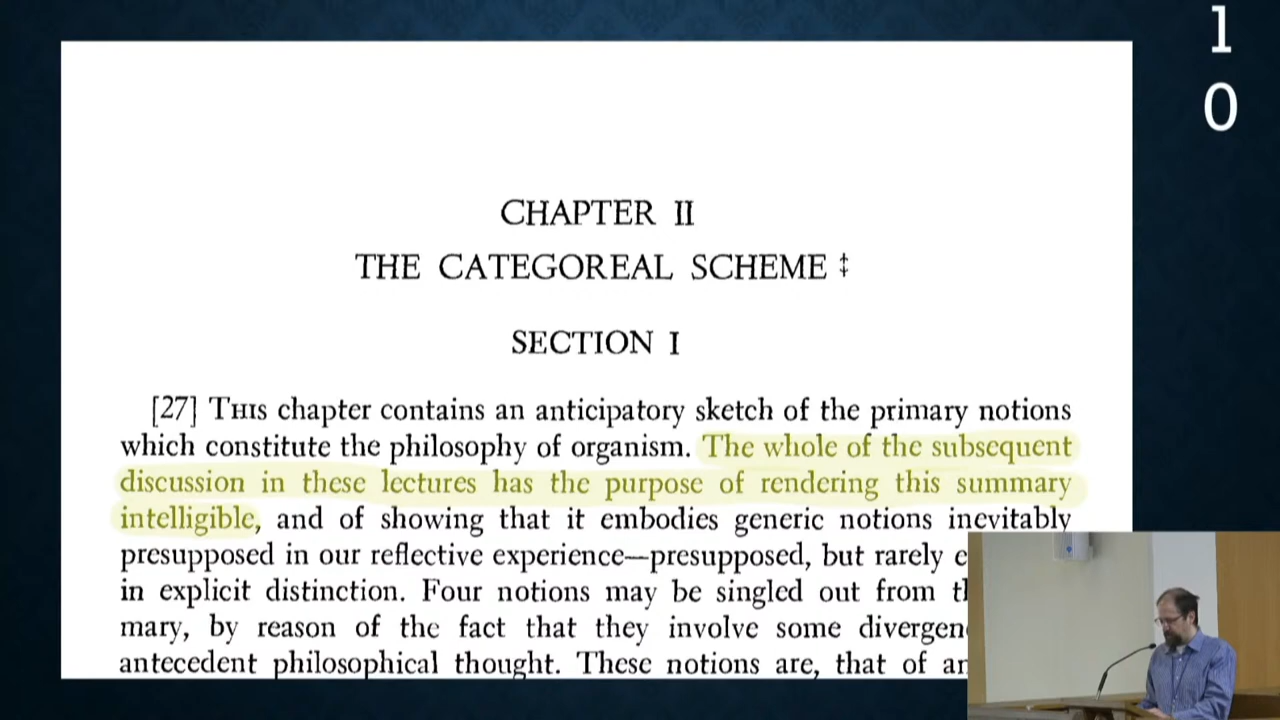 1
0
CHAPTER II
THE CATEGOREAL SCHEME ‡
SECTION I
[27] THIS chapter contains an anticipatory sketch of the primary notions
which constitute the philosophy of organism. The whole of the subsequent
discussion in these lectures has the purpose of rendering this summary
intelligible, and of showing that it embodies generic notions inevitably
presupposed in our reflective experience—presupposed, but rarely
in explicit distinction. Four notions may be singled out from
mary, by reason of the fact that they involve some
antecedent philosophical thought. These notions are, that of